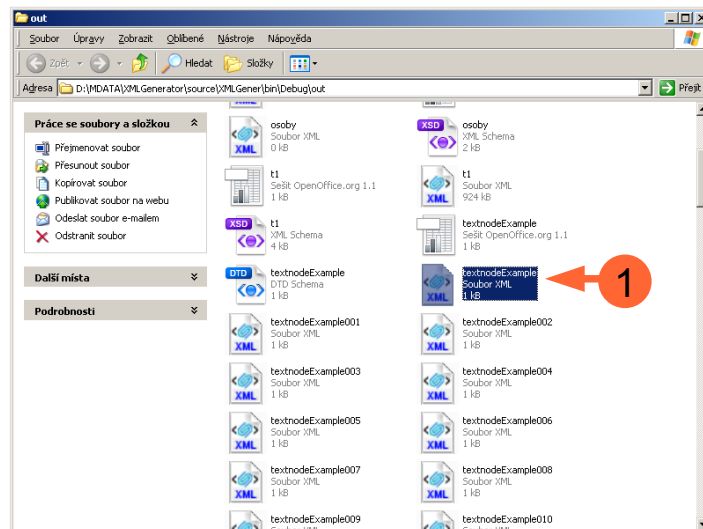 out
Soubor Úpravy Zobrazit Oblíbené Nástroje Nápověda
Zpět Hledat Složky
Adresa D:\MDATA\XMLGenerator\source\XMLGener\bin\Debug\out Přejít
Práce se soubory a složkou
Přejmenovat soubor
Přesunout soubor
Kopírovat soubor
Publikovat soubor na webu
Odeslat soubor e-mailem
Odstranit soubor
Další místa
Podrobnosti
XML
osoby
Soubor XML
0 kB
XSD
osoby
XML Schema
2 kB
t1
Sešit OpenOffice.org 1.1
1 kB
XML
t1
Soubor XML
924 kB
XSD
t1
XML Schema
4 kB
textnodeExample
Sešit OpenOffice.org 1.1
1 kB
DTD
textnodeExample
DTD Schema
1 kB
XML
textnodeExample
Soubor XML
1 kB
1
XML
textnodeExample001
Soubor XML
1 kB
XML
textnodeExample002
Soubor XML
1 kB
XML
textnodeExample003
Soubor XML
1 kB
XML
textnodeExample004
Soubor XML
1 kB
XML
textnodeExample005
Soubor XML
1 kB
XML
textnodeExample006
Soubor XML
1 kB
XML
textnodeExample007
Soubor XML
1 kB
XML
textnodeExample008
Soubor XML
1 kB
textnodeExample009
Soubor XML
textnodeExample010
Soubor XML